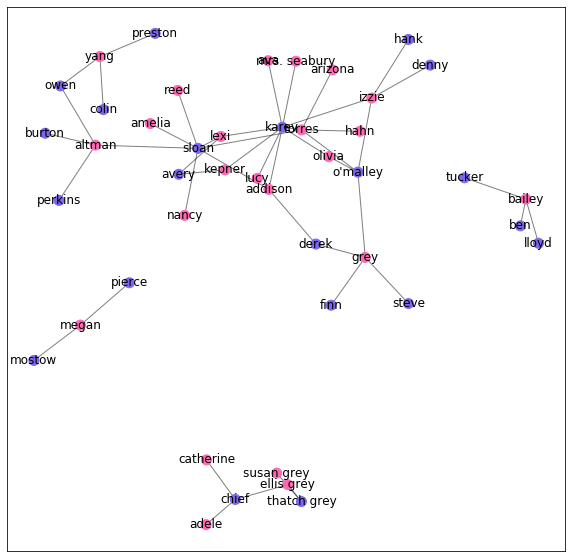 preston
yang
hank
ava
mrs. seabury
arizona
denny
owen
reed
izzie
colin
amelia
karev
torres
hahn
burton
lexi
altman
sloan
olivia
avery
kepner
lucy
o'malley
tucker
addison
perkins
bailey
nancy
ben
derek
lloyd
grey
pierce
finn
steve
megan
mostow
catherine
susan grey
ellis grey
chief
thatch grey
adele